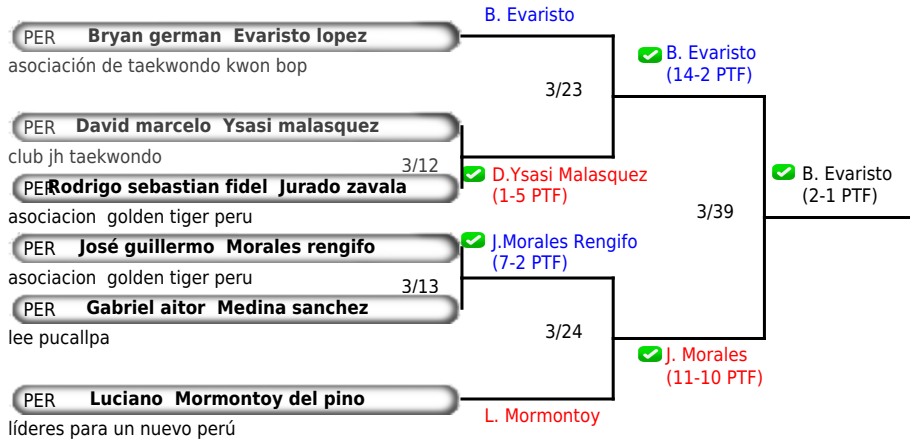 B. Evaristo
PER Bryan german Evaristo lopez
asociación de taekwondo kwon bop
B. Evaristo
(14-2 PTF)
3/23
PER David marcelo Ysasi malasquez
club jh taekwondo
3/12
D.Ysasi Malasquez
(1-5 PTF)
PER Rodrigo sebastian fidel Jurado zavala
asociacion golden tiger peru
B. Evaristo
(2-1 PTF)
3/39
PER José guillermo Morales rengifo
asociacion golden tiger peru
J.Morales Rengifo
(7-2 PTF)
3/13
PER Gabriel aitor Medina sanchez
lee pucallpa
3/24
J. Morales
(11-10 PTF)
PER Luciano Mormontoy del pino
líderes para un nuevo perú
L. Mormontoy